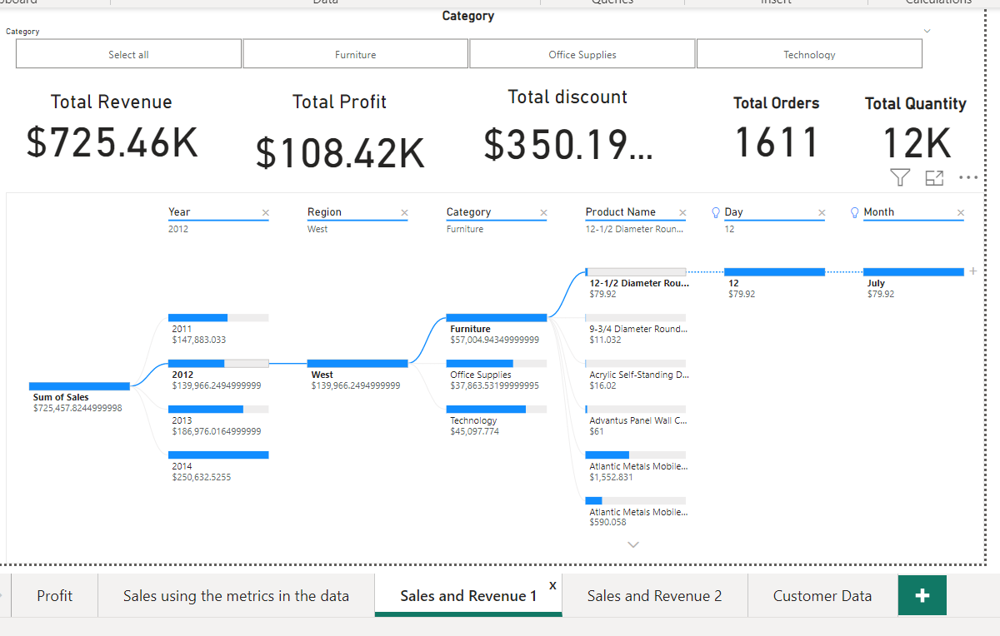 Data
Queries
Insert
Calculations
Category
Category
Select all
Furniture
Office Supplies
Technology
Total Revenue
$725.46K
Total Profit
$108.42K
Total discount
$350.19...
Total Orders
1611
Total Quantity
12K
Year
2012
Region
West
Category
Furniture
Product Name
12-1/2 Diameter Roun...
Day
12
Month
Sum of Sales
$725,457.8244999998
2011
$147,883.033
2012
$139,966.2494999999
2013
$186,976.0164999999
2014
$250,632.5255
West
$139,966.2494999999
Furniture
$57,004.94349999999
Office Supplies
$37,863.53199999995
Technology
$45,097.774
12-1/2 Diameter Rou...
$79.92
9-3/4 Diameter Round...
$11.032
Acrylic Self-Standing D...
$16.02
Advantus Panel Wall C...
$61
Atlantic Metals Mobile...
$1,552.831
Atlantic Metals Mobile...
$590.058
12
$79.92
July
$79.92
Profit
Sales using the metrics in the data
Sales and Revenue 1
x
Sales and Revenue 2
Customer Data
+